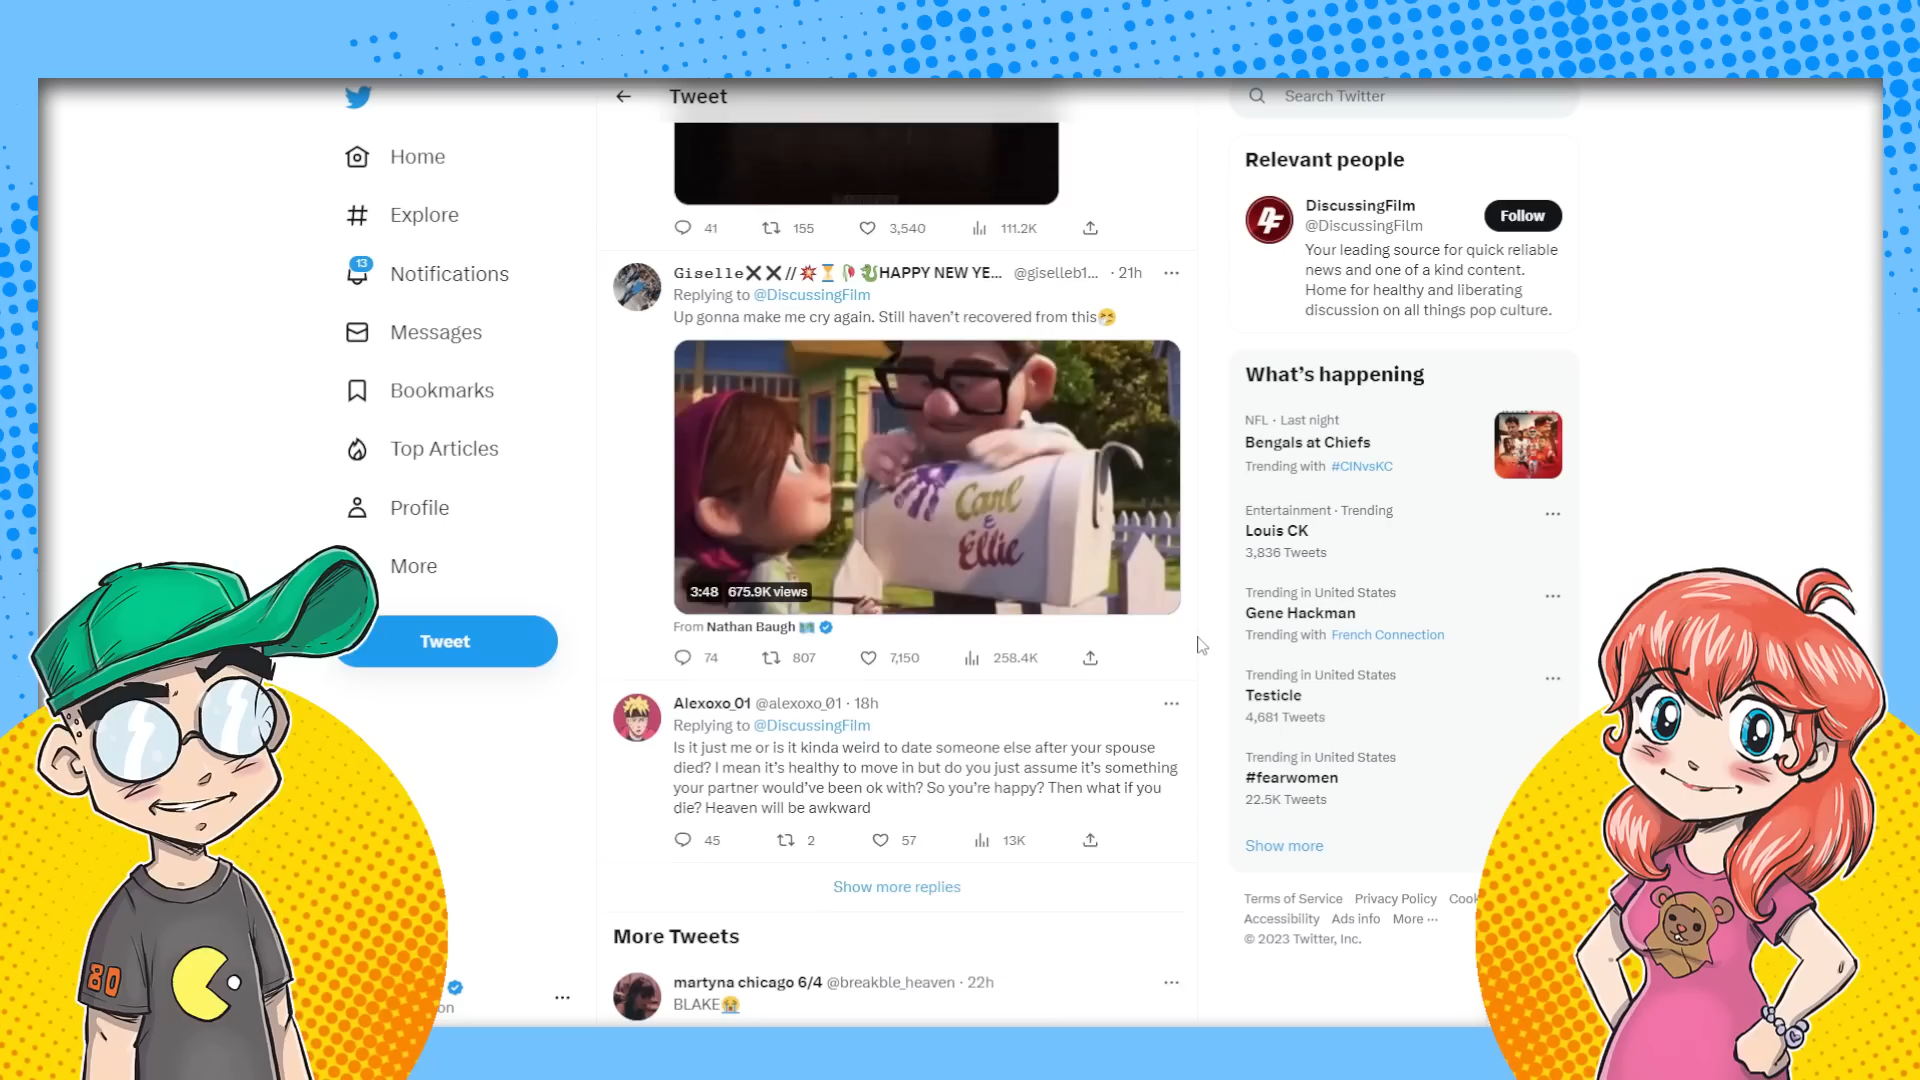 Home
Explore
13
Notifications
Messages
Bookmarks
Top Articles
Profile
More
Tweet
80
Tweet
41 155 3,540 111.2K
Giselle❌❌//💥⏳🥀🐉HAPPY NEW YE... @giselleb1... · 21h
Replying to @DiscussingFilm
Up gonna make me cry again. Still haven't recovered from this🤧
Carl
&
Ellie
3:48 675.9K views
From Nathan Baugh
74 807 7,150 258.4K
Alexoxo_01 @alexoxo_01 · 18h
Replying to @DiscussingFilm
Is it just me or is it kinda weird to date someone else after your spouse
died? I mean it's healthy to move in but do you just assume it's something
your partner would've been ok with? So you're happy? Then what if you
die? Heaven will be awkward
45 2 57 13K
Show more replies
More Tweets
martyna chicago 6/4 @breakble_heaven · 22h
BLAKE😭
Search Twitter
Relevant people
DiscussingFilm
@DiscussingFilm
Follow
Your leading source for quick reliable
news and one of a kind content.
Home for healthy and liberating
discussion on all things pop culture.
What's happening
NFL · Last night
Bengals at Chiefs
Trending with #CINvsKC
Entertainment · Trending
Louis CK
3,836 Tweets
Trending in United States
Gene Hackman
Trending with French Connection
Trending in United States
Testicle
4,681 Tweets
Trending in United States
#fearwomen
22.5K Tweets
Show more
Terms of Service Privacy Policy Cook
Accessibility Ads info More ...
© 2023 Twitter, Inc.